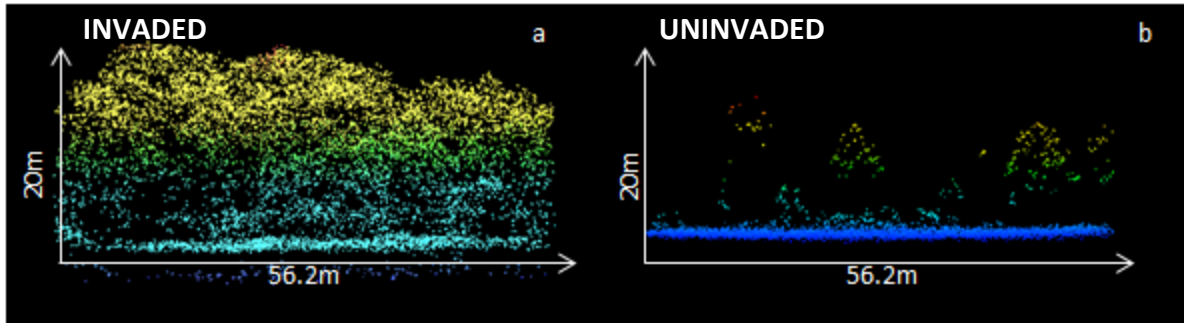 INVADED
a
20m
56.2m
UNINVADED
b
20m
56.2m